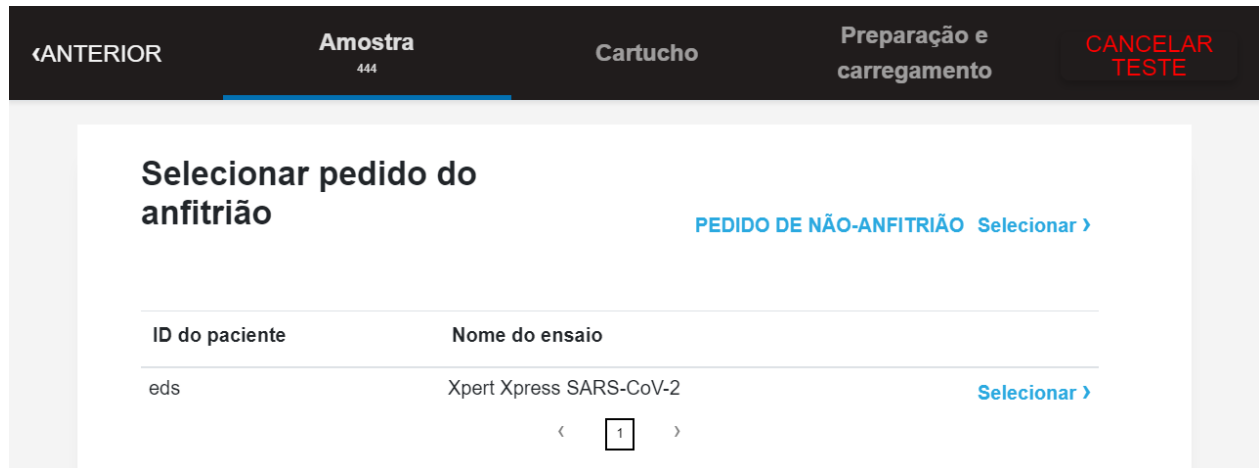 ‹ANTERIOR
Amostra
444
Cartucho
Preparação e
carregamento
CANCELAR
TESTE
Selecionar pedido do
anfitrião
PEDIDO DE NÃO-ANFITRIÃO Selecionar ›
ID do paciente Nome do ensaio
eds Xpert Xpress SARS-CoV-2 Selecionar ›
‹ 1 ›